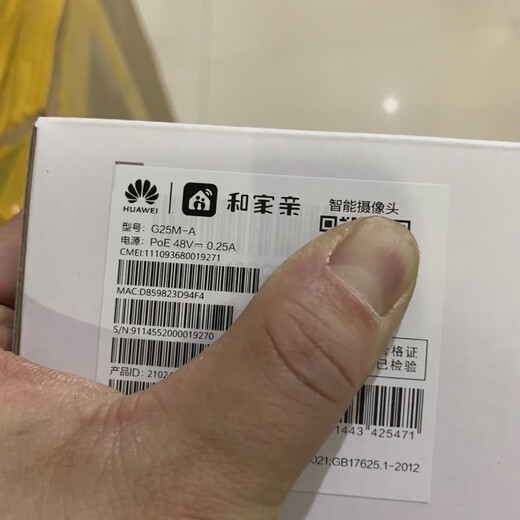 HUAWEI 和家亲 智能摄像头
型号: G25M-A
电源: PoE 48V⎓0.25A
CMEI:111093680019271
MAC:D859823D94F4
S/N:9114552000019270
合格证
已检验
产品ID: 2102
1443 425471
021;GB17625.1-2012